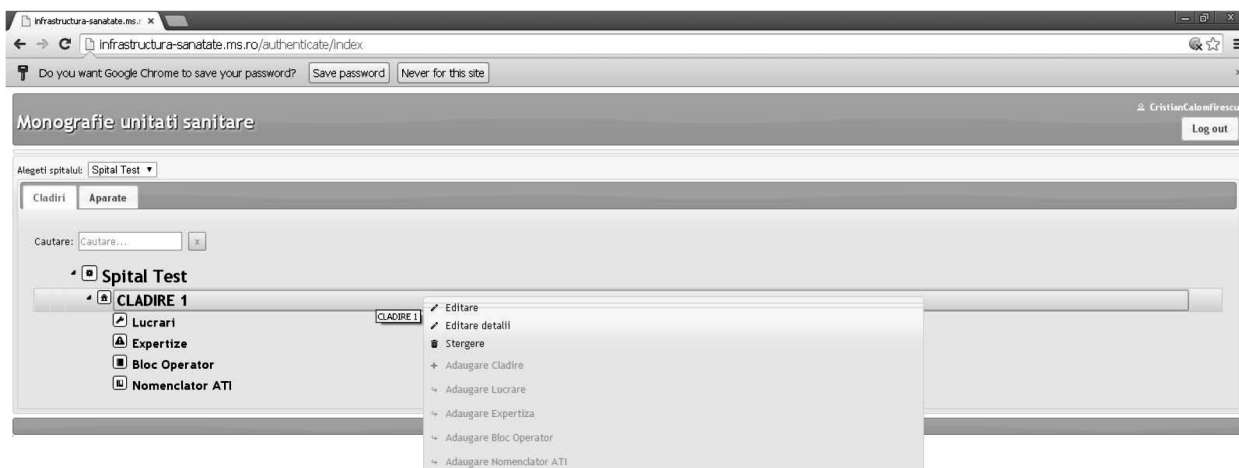 infrastructura-sanatate.ms.r
infrastructura-sanatate.ms.ro/authenticate/index
Do you want Google Chrome to save your password? Save password Never for this site
CristianCalomfirescu
Monografie unitati sanitare
Log out
Alegeti spitalul: Spital Test
Cladiri Aparate
Cautare: Cautare... x
Spital Test
CLADIRE 1
CLADIRE 1
Editare
Lucrari
Editare detalii
Expertize
Stergere
Bloc Operator
Adaugare Cladire
Nomenclator ATI
Adaugare Lucrare
Adaugare Expertiza
Adaugare Bloc Operator
Adaugare Nomenclator ATI